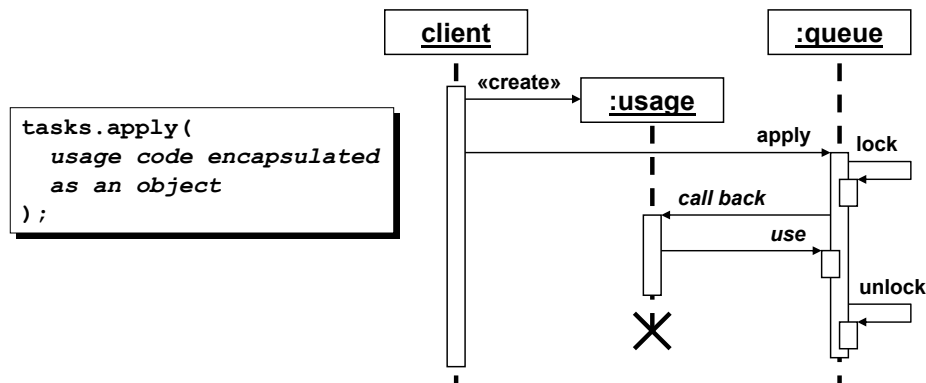 client
:queue
«create»
:usage
tasks.apply(
usage code encapsulated
as an object
);
apply
lock
call back
use
unlock